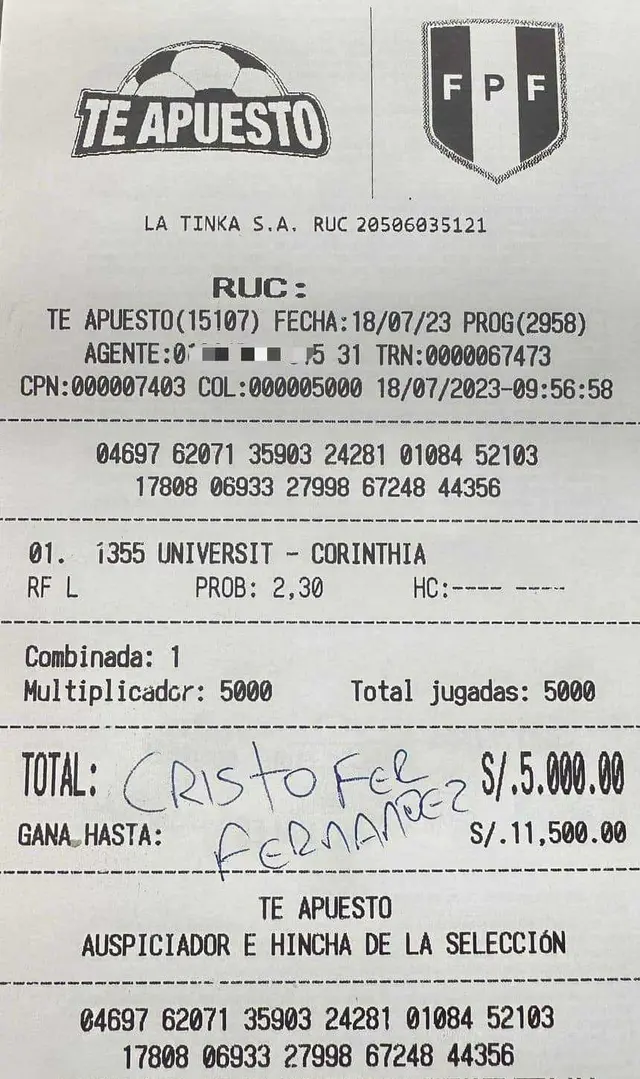 TE APUESTO
FPF
LA TINKA S.A. RUC 20506035121
RUC:
TE APUESTO(15107) FECHA:18/07/23 PROG(2958)
AGENTE:0 5 31 TRN:0000067473
CPN:000007403 COL:000005000 18/07/2023-09:56:58
04697 62071 35903 24281 01084 52103
17808 06933 27998 67248 44356
01. 1355 UNIVERSIT - CORINTHIA
RF L PROB: 2,30 HC:---- ----
Combinada: 1
Multiplicador: 5000 Total jugadas: 5000
TOTAL: CRISTOFER S/.5.000.00
GANA HASTA: FERNANDEZ S/.11,500.00
TE APUESTO
AUSPICIADOR E HINCHA DE LA SELECCIÓN
04697 62071 35903 24281 01084 52103
17808 06933 27998 67248 44356